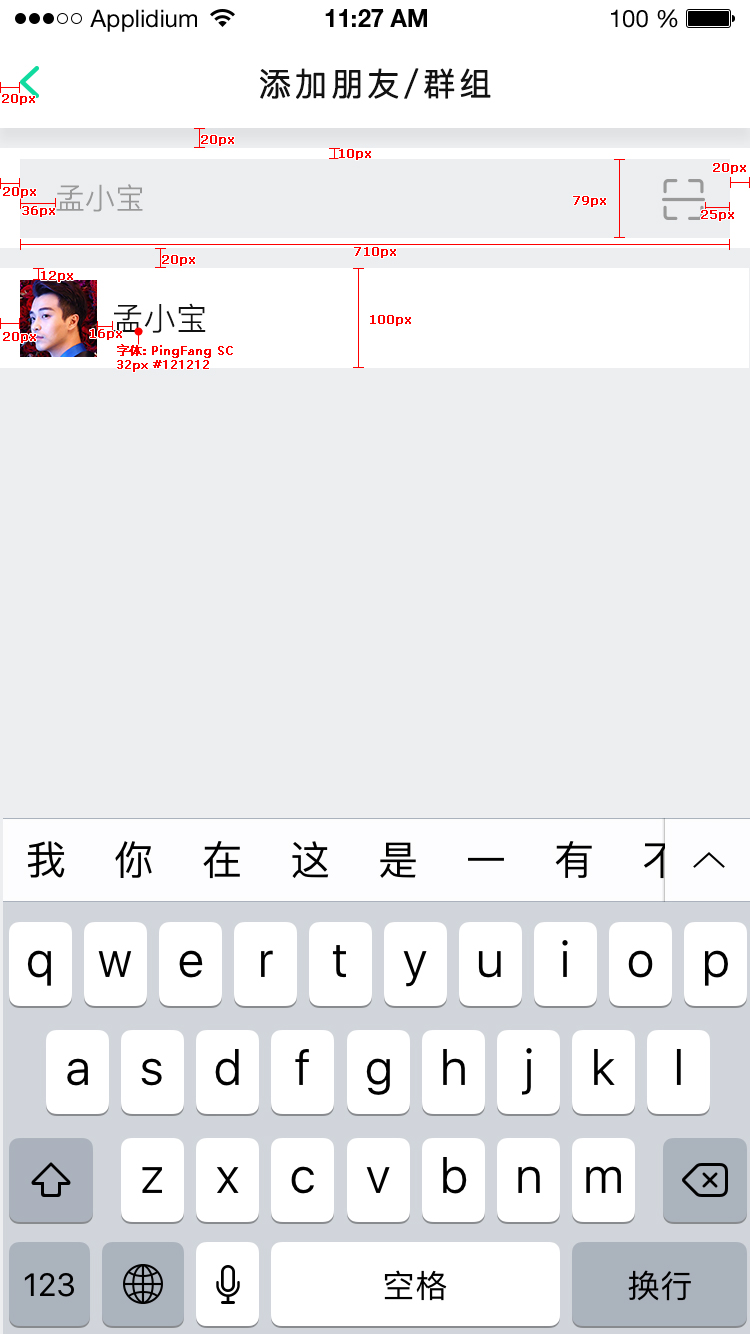 Applidium 11:27 AM 100 %
添加朋友/群组
20px
20px
10px
20px
20px
孟小宝
79px
36px
25px
710px
20px
12px
孟小宝
100px
20px
16px
字体: PingFang SC
32px #121212
我 你 在 这 是 一 有 不
q w e r t y u i o p
a s d f g h j k l
z x c v b n m
123 空格 换行